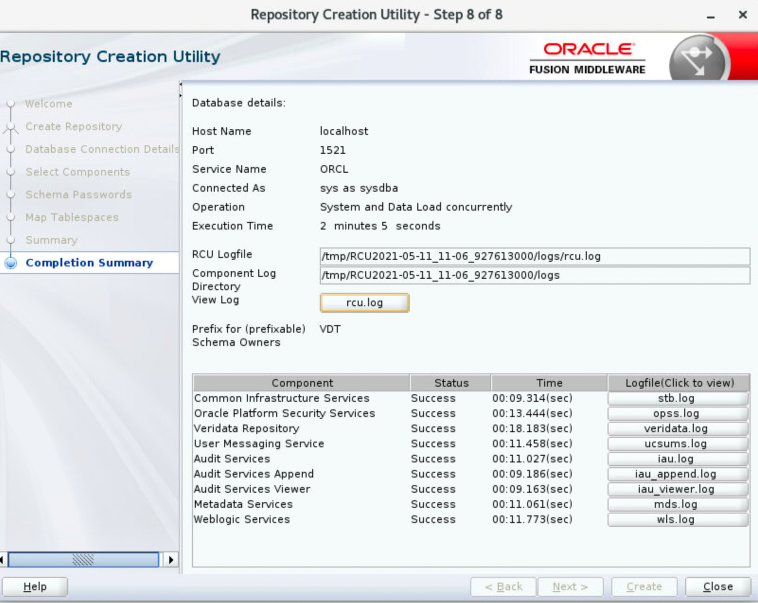 Repository Creation Utility - Step 8 of 8
Repository Creation Utility
ORACLE
FUSION MIDDLEWARE
Welcome
Create Repository
Database Connection Details
Select Components
Schema Passwords
Map Tablespaces
Summary
Completion Summary
Database details:
Host Name localhost
Port 1521
Service Name ORCL
Connected As sys as sysdba
Operation System and Data Load concurrently
Execution Time 2 minutes 5 seconds
RCU Logfile /tmp/RCU2021-05-11_11-06_927613000/logs/rcu.log
Component Log Directory /tmp/RCU2021-05-11_11-06_927613000/logs
View Log rcu.log
Prefix for (prefixable) Schema Owners VDT
Component Status Time Logfile(Click to view)
Common Infrastructure Services Success 00:09.314(sec) stb.log
Oracle Platform Security Services Success 00:13.444(sec) opss.log
Veridata Repository Success 00:18.183(sec) veridata.log
User Messaging Service Success 00:11.458(sec) ucsums.log
Audit Services Success 00:11.027(sec) iau.log
Audit Services Append Success 00:09.186(sec) iau_append.log
Audit Services Viewer Success 00:09.163(sec) iau_viewer.log
Metadata Services Success 00:11.061(sec) mds.log
Weblogic Services Success 00:11.773(sec) wls.log
Help < Back Next > Create Close